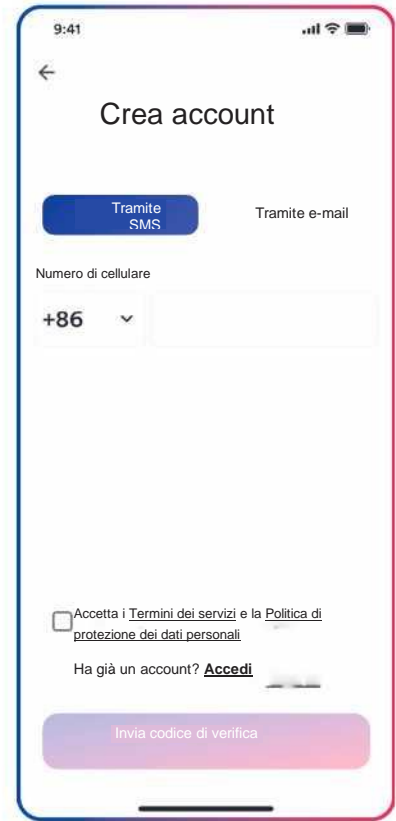 9:41
Crea account
Tramite
SMS
Tramite e-mail
Numero di cellulare
+86
Accetta i Termini dei servizi e la Politica di
protezione dei dati personali
Ha già un account? Accedi
Invia codice di verifica